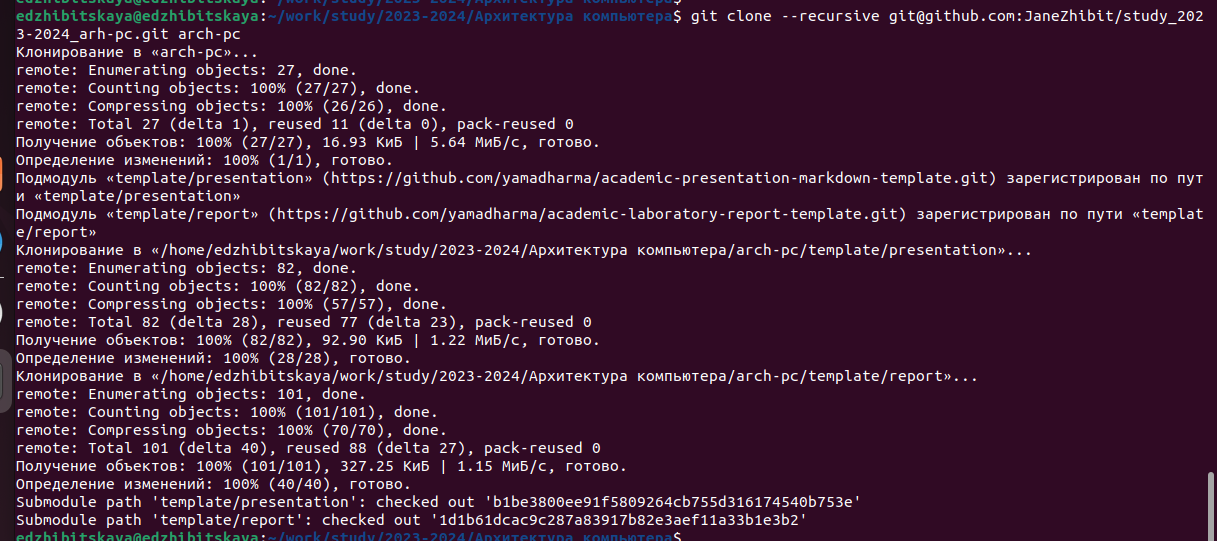 edzhibitskaya@edzhibitskaya:~/work/study/2023-2024/Архитектура компьютера$
edzhibitskaya@edzhibitskaya:~/work/study/2023-2024/Архитектура компьютера$ git clone --recursive git@github.com:JaneZhibit/study_202
3-2024_arh-pc.git arch-pc
Клонирование в «arch-pc»...
remote: Enumerating objects: 27, done.
remote: Counting objects: 100% (27/27), done.
remote: Compressing objects: 100% (26/26), done.
remote: Total 27 (delta 1), reused 11 (delta 0), pack-reused 0
Получение объектов: 100% (27/27), 16.93 КиБ | 5.64 МиБ/с, готово.
Определение изменений: 100% (1/1), готово.
Подмодуль «template/presentation» (https://github.com/yamadharma/academic-presentation-markdown-template.git) зарегистрирован по пут
и «template/presentation»
Подмодуль «template/report» (https://github.com/yamadharma/academic-laboratory-report-template.git) зарегистрирован по пути «templat
e/report»
Клонирование в «/home/edzhibitskaya/work/study/2023-2024/Архитектура компьютера/arch-pc/template/presentation»...
remote: Enumerating objects: 82, done.
remote: Counting objects: 100% (82/82), done.
remote: Compressing objects: 100% (57/57), done.
remote: Total 82 (delta 28), reused 77 (delta 23), pack-reused 0
Получение объектов: 100% (82/82), 92.90 КиБ | 1.22 МиБ/с, готово.
Определение изменений: 100% (28/28), готово.
Клонирование в «/home/edzhibitskaya/work/study/2023-2024/Архитектура компьютера/arch-pc/template/report»...
remote: Enumerating objects: 101, done.
remote: Counting objects: 100% (101/101), done.
remote: Compressing objects: 100% (70/70), done.
remote: Total 101 (delta 40), reused 88 (delta 27), pack-reused 0
Получение объектов: 100% (101/101), 327.25 КиБ | 1.15 МиБ/с, готово.
Определение изменений: 100% (40/40), готово.
Submodule path 'template/presentation': checked out 'b1be3800ee91f5809264cb755d316174540b753e'
Submodule path 'template/report': checked out '1d1b61dcac9c287a83917b82e3aef11a33b1e3b2'
edzhibitskaya@edzhibitskaya:~/work/study/2023-2024/Архитектура компьютера$